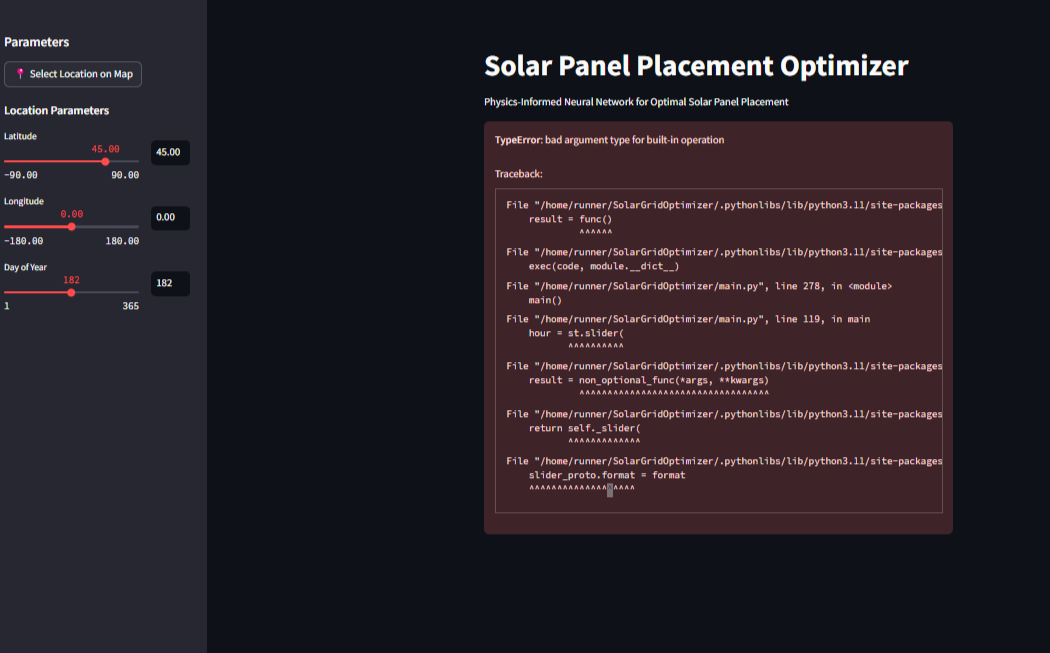 Parameters
📍 Select Location on Map
Location Parameters
Latitude
45.00
45.00
-90.00 90.00
Longitude
0.00
0.00
-180.00 180.00
Day of Year
182
182
1 365
Solar Panel Placement Optimizer
Physics-Informed Neural Network for Optimal Solar Panel Placement
TypeError: bad argument type for built-in operation
Traceback:
File "/home/runner/SolarGridOptimizer/.pythonlibs/lib/python3.11/site-packages
result = func()
^^^^^^
File "/home/runner/SolarGridOptimizer/.pythonlibs/lib/python3.11/site-packages
exec(code, module.__dict__)
File "/home/runner/SolarGridOptimizer/main.py", line 278, in <module>
main()
File "/home/runner/SolarGridOptimizer/main.py", line 119, in main
hour = st.slider(
^^^^^^^^^^
File "/home/runner/SolarGridOptimizer/.pythonlibs/lib/python3.11/site-packages
result = non_optional_func(*args, **kwargs)
^^^^^^^^^^^^^^^^^^^^^^^^^^^^^^^^^^
File "/home/runner/SolarGridOptimizer/.pythonlibs/lib/python3.11/site-packages
return self._slider(
^^^^^^^^^^^^^
File "/home/runner/SolarGridOptimizer/.pythonlibs/lib/python3.11/site-packages
slider_proto.format = format
^^^^^^^^^^^^^^^^^^^